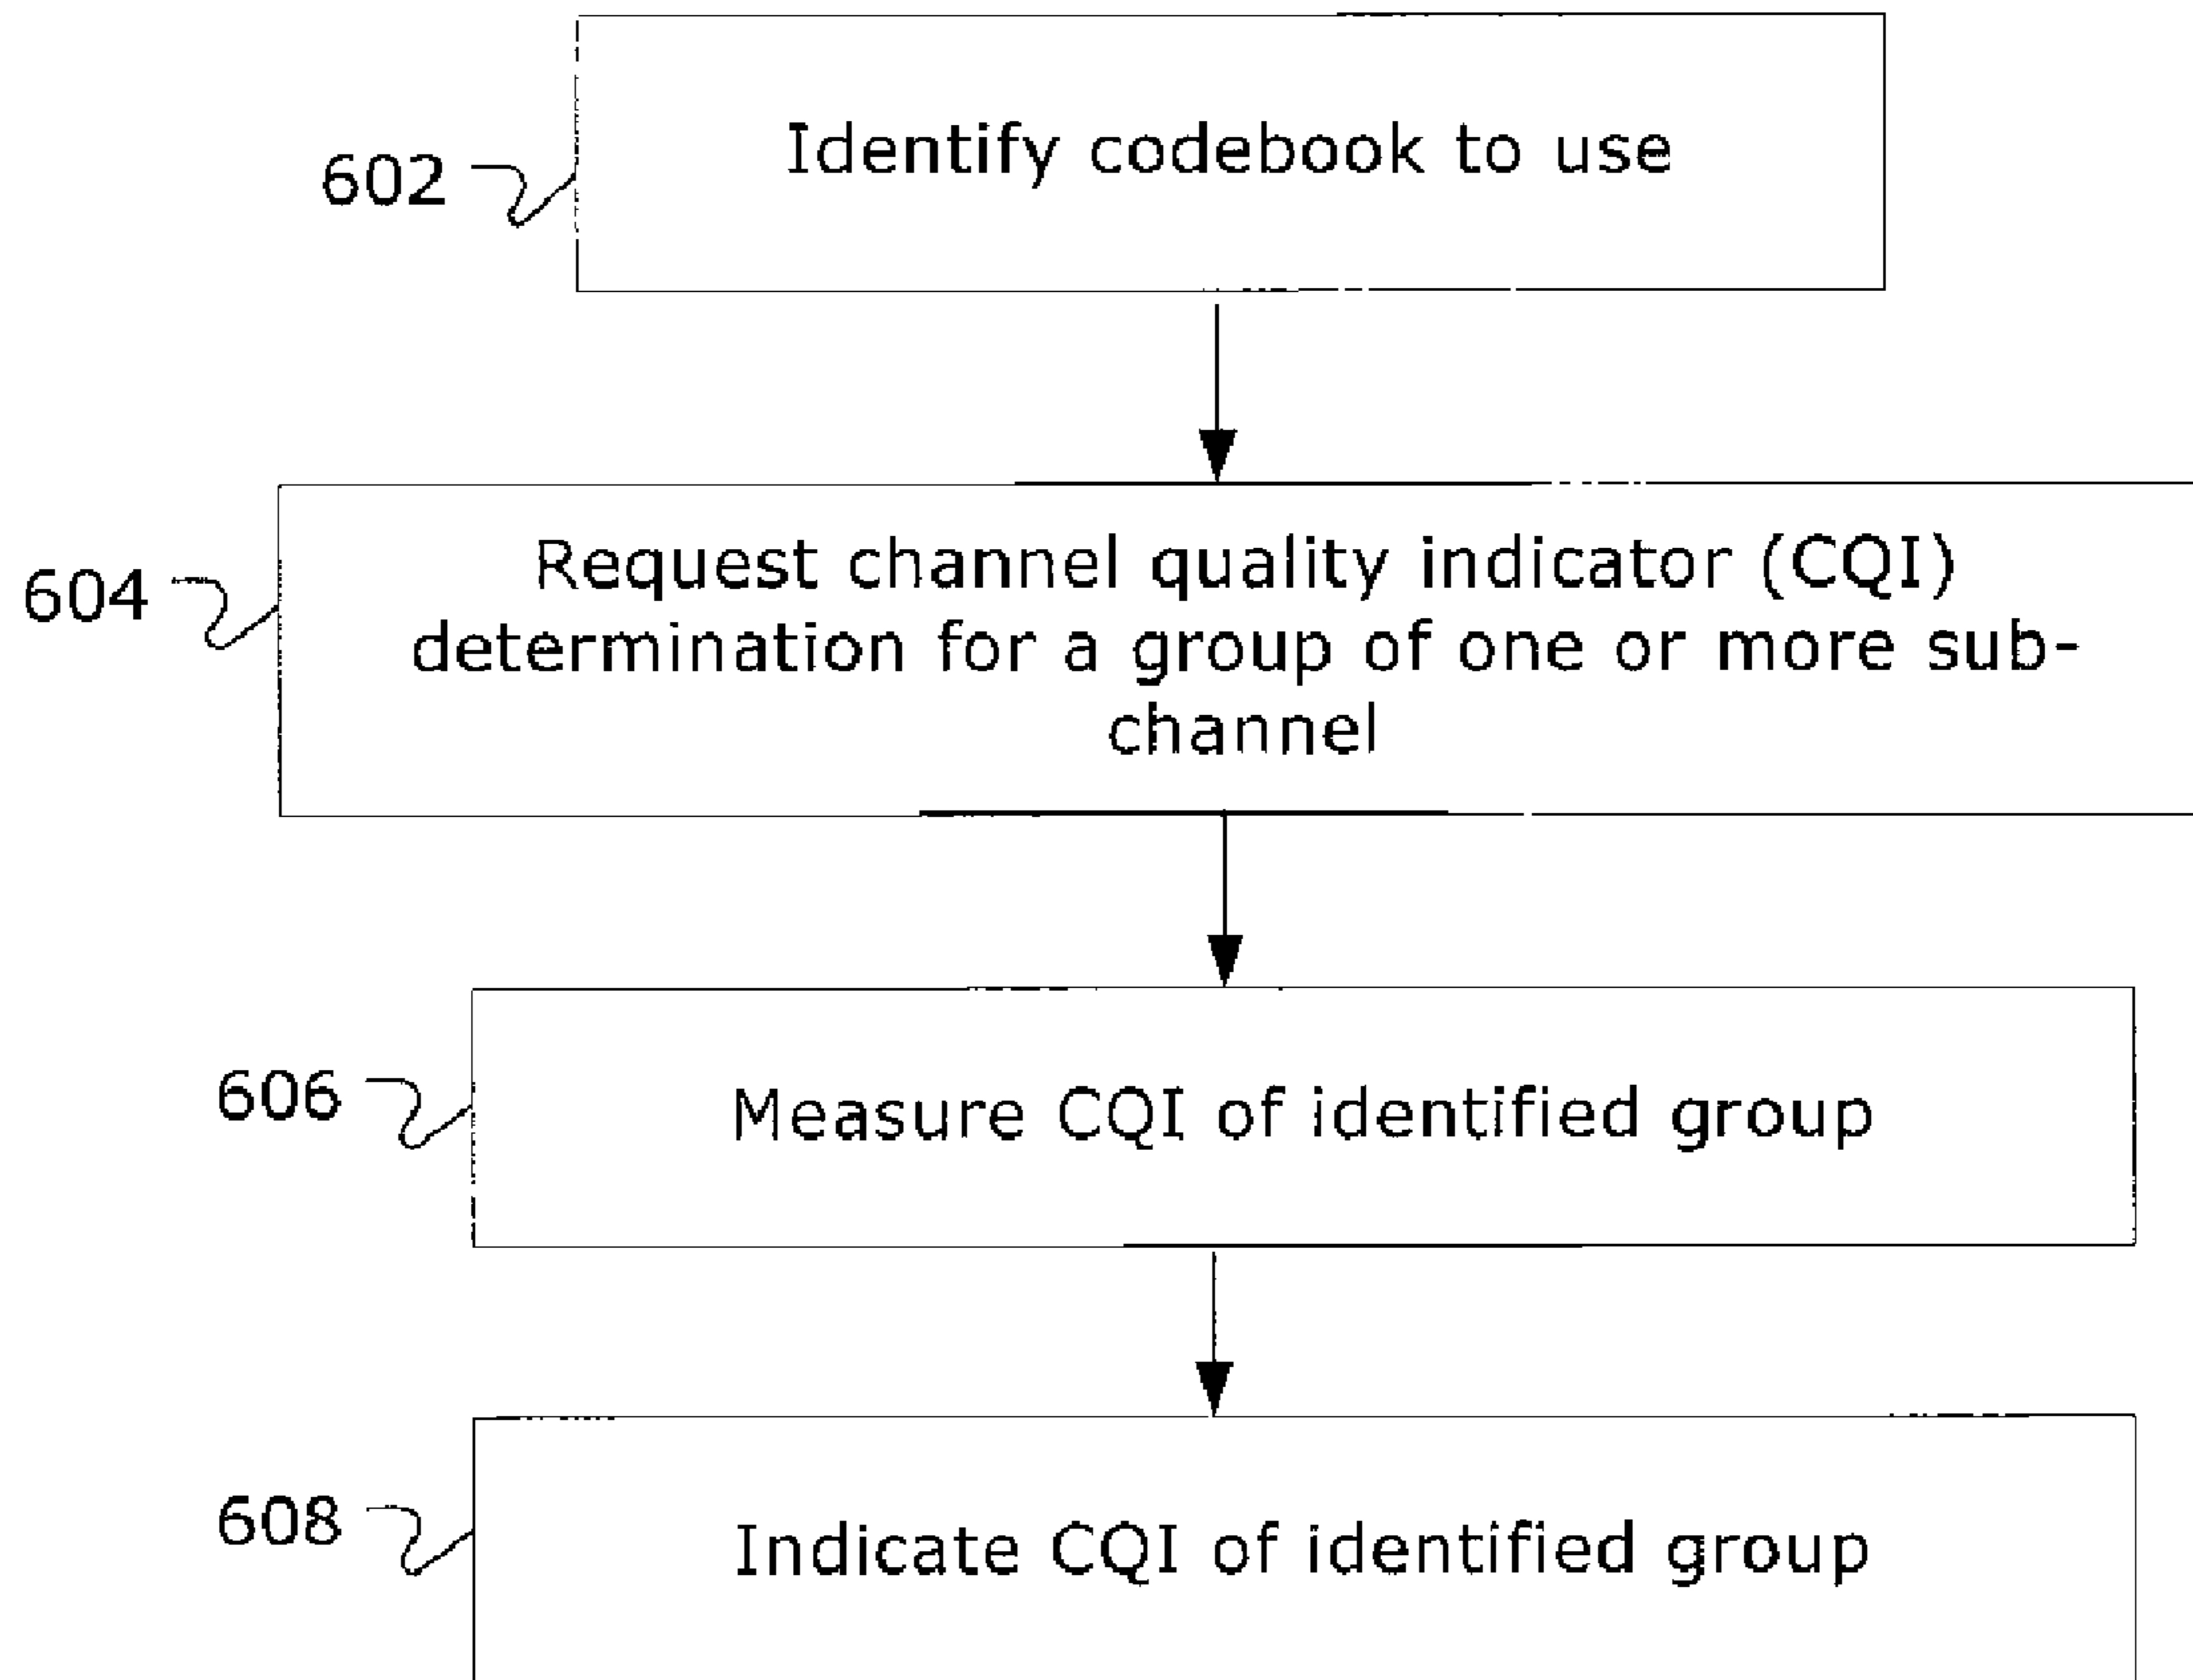 602
Identify codebook to use
604
Request channel quality indicator (CQI)
determination for a group of one or more sub-
channel
606
Measure CQI of identified group
608
Indicate CQI of identified group